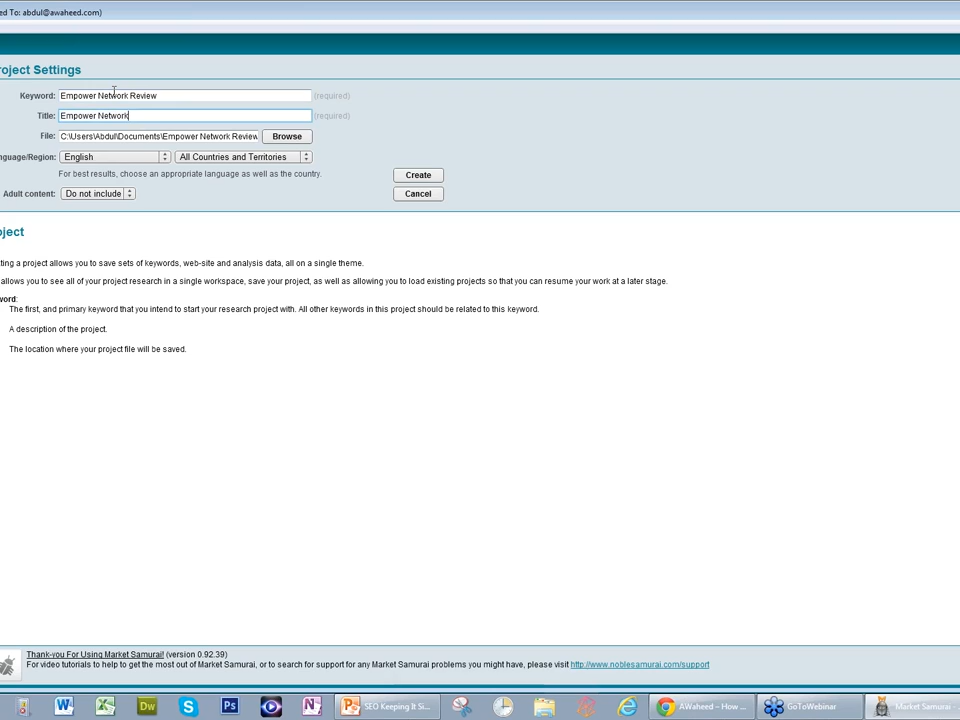 ed To: abdul@awaheed.com)
roject Settings
Keyword: Empower Network Review (required)
Title: Empower Network (required)
File: C:\Users\Abdul\Documents\Empower Network Review Browse
nguage/Region: English All Countries and Territories
For best results, choose an appropriate language as well as the country. Create
Adult content: Do not include Cancel
oject
ting a project allows you to save sets of keywords, web-site and analysis data, all on a single theme.
allows you to see all of your project research in a single workspace, save your project, as well as allowing you to load existing projects so that you can resume your work at a later stage.
word:
The first, and primary keyword that you intend to start your research project with. All other keywords in this project should be related to this keyword.
A description of the project.
The location where your project file will be saved.
Thank-you For Using Market Samurai! (version 0.92.39)
For video tutorials to help to get the most out of Market Samurai, or to search for support for any Market Samurai problems you might have, please visit http://www.noblesamurai.com/support
W X Dw S Ps N P SEO Keeping It Si... AWaheed – How ... GoToWebinar Market Samurai